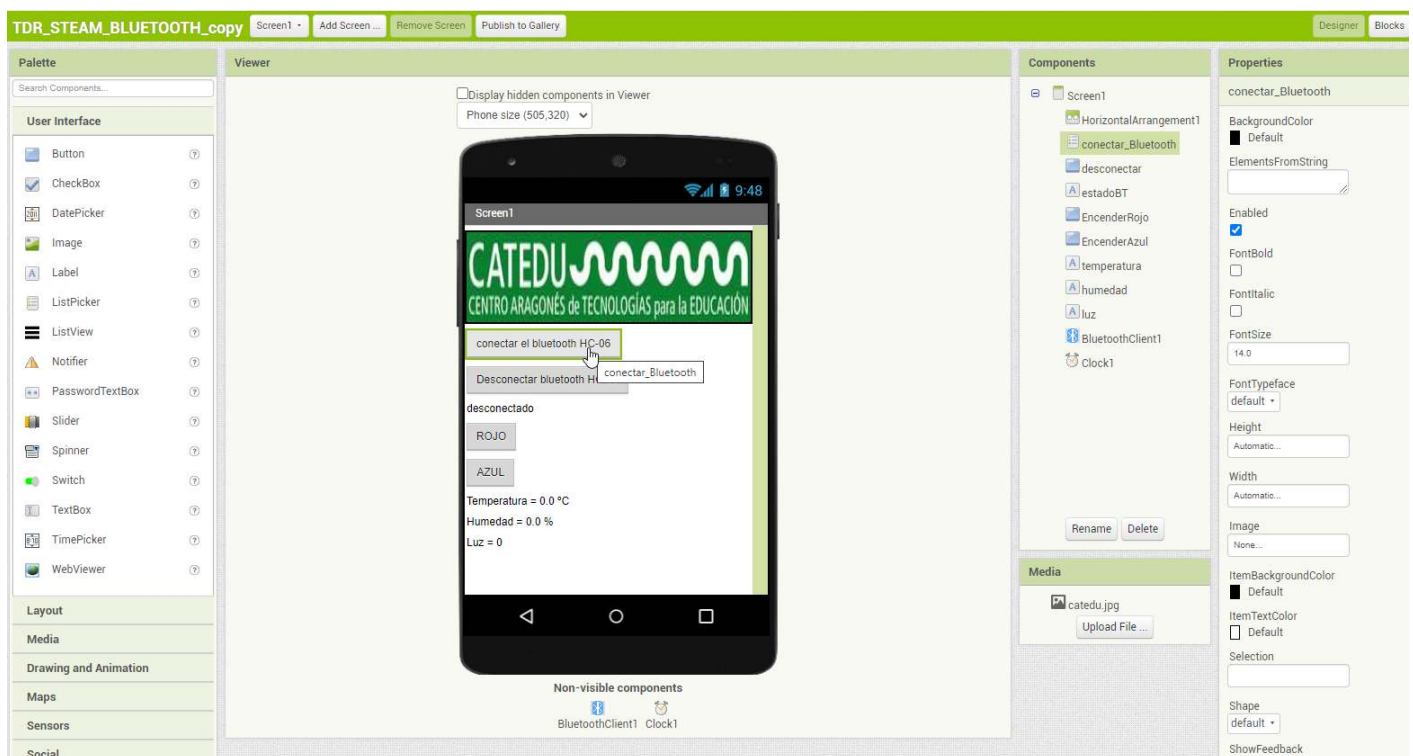 TDR_STEAM_BLUETOOTH_copy Screen1 Add Screen ... Remove Screen Publish to Gallery Designer Blocks
Palette
Search Components...
User Interface
Button
CheckBox
DatePicker
Image
Label
ListPicker
ListView
Notifier
PasswordTextBox
Slider
Spinner
Switch
TextBox
TimePicker
WebViewer
Layout
Media
Drawing and Animation
Maps
Sensors
Social
Viewer
Display hidden components in Viewer
Phone size (505,320)
9:48
Screen1
CATEDU
CENTRO ARAGONÉS de TECNOLOGÍAS para la EDUCACIÓN
conectar el bluetooth HC-06
conectar_Bluetooth
Desconectar bluetooth
desconectado
ROJO
AZUL
Temperatura = 0.0 ºC
Humedad = 0.0 %
Luz = 0
Non-visible components
BluetoothClient1 Clock1
Components
Screen1
HorizontalArrangement1
conectar_Bluetooth
desconectar
estadoBT
EncenderRojo
EncenderAzul
temperatura
humedad
luz
BluetoothClient1
Clock1
Rename Delete
Media
catedu.jpg
Upload File ...
Properties
conectar_Bluetooth
BackgroundColor
Default
ElementsFromString
Enabled
FontBold
FontItalic
FontSize
14.0
FontTypeface
default
Height
Automatic...
Width
Automatic...
Image
None...
ItemBackgroundColor
Default
ItemTextColor
Default
Selection
Shape
default
ShowFeedback